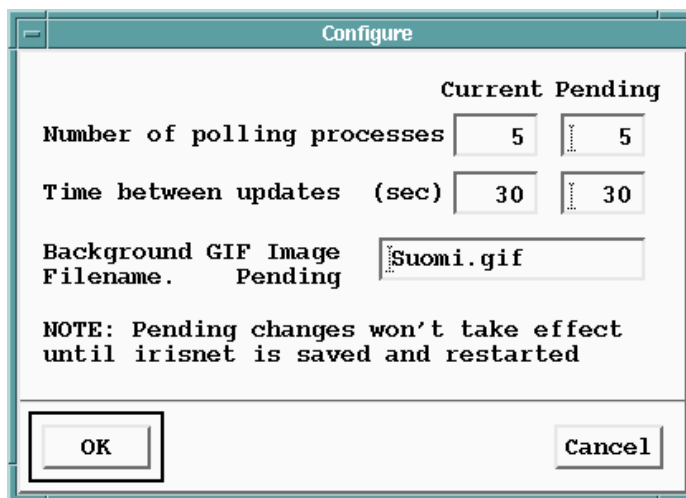 Configure
Current Pending
Number of polling processes 5 5
Time between updates (sec) 30 30
Background GIF Image
Filename. Pending Suomi.gif
NOTE: Pending changes won't take effect
until irisnet is saved and restarted
OK Cancel